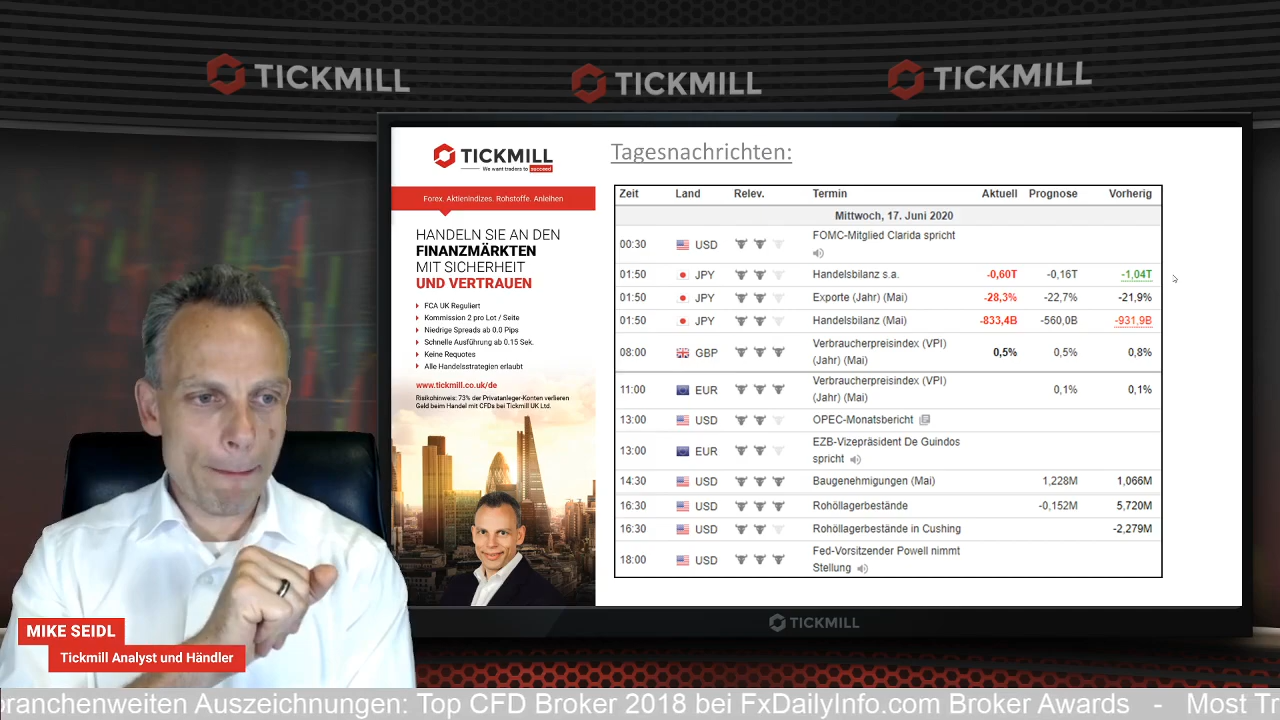 TICKMILL
TICKMILL
TICKMILL
TICKMILL
We want traders to succeed
Forex. Aktienindizes. Rohstoffe. Anleihen
HANDELN SIE AN DEN
FINANZMÄRKTEN
MIT SICHERHEIT
UND VERTRAUEN
FCA UK Reguliert
Kommission 2 pro Lot / Seite
Niedrige Spreads ab 0.0 Pips
Schnelle Ausführung ab 0.15 Sek.
Keine Requotes
Alle Handelsstrategien erlaubt
www.tickmill.co.uk/de
Risikohinweis: 73% der Privatanleger-Konten verlieren
Geld beim Handel mit CFDs bei Tickmill UK Ltd.
Tagesnachrichten:
Zeit Land Relev. Termin Aktuell Prognose Vorherig
Mittwoch, 17. Juni 2020
00:30 USD FOMC-Mitglied Clarida spricht
01:50 JPY Handelsbilanz s.a. -0,60T -0,16T -1,04T
01:50 JPY Exporte (Jahr) (Mai) -28,3% -22,7% -21,9%
01:50 JPY Handelsbilanz (Mai) -833,4B -560,0B -931,9B
08:00 GBP Verbraucherpreisindex (VPI)
(Jahr) (Mai) 0,5% 0,5% 0,8%
11:00 EUR Verbraucherpreisindex (VPI)
(Jahr) (Mai) 0,1% 0,1%
13:00 USD OPEC-Monatsbericht
13:00 EUR EZB-Vizepräsident De Guindos
spricht
14:30 USD Baugenehmigungen (Mai) 1,228M 1,066M
16:30 USD Rohöllagerbestände -0,152M 5,720M
16:30 USD Rohöllagerbestände in Cushing -2,279M
18:00 USD Fed-Vorsitzender Powell nimmt
Stellung
TICKMILL
MIKE SEIDL
Tickmill Analyst und Händler
branchenweiten Auszeichnungen: Top CFD Broker 2018 bei FxDailyInfo.com Broker Awards - Most Tr